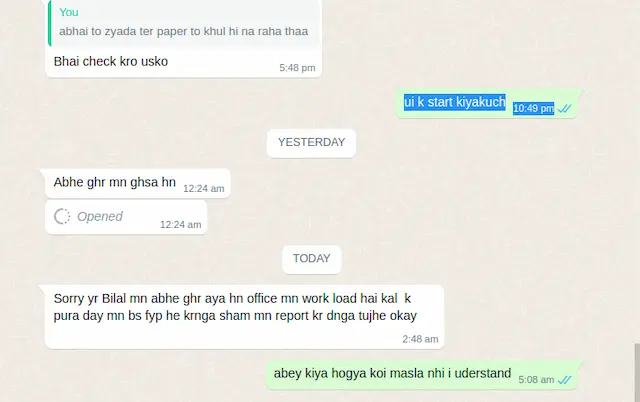 You
abhai to zyada ter paper to khul hi na raha thaa
Bhai check kro usko
5:48 pm
ui k start kiyakuch 10:49 pm
YESTERDAY
Abhe ghr mn ghsa hn 12:24 am
Opened
12:24 am
TODAY
Sorry yr Bilal mn abhe ghr aya hn office mn work load hai kal k
pura day mn bs fyp he krnga sham mn report kr dnga tujhe okay
2:48 am
abey kiya hogya koi masla nhi i uderstand 5:08 am